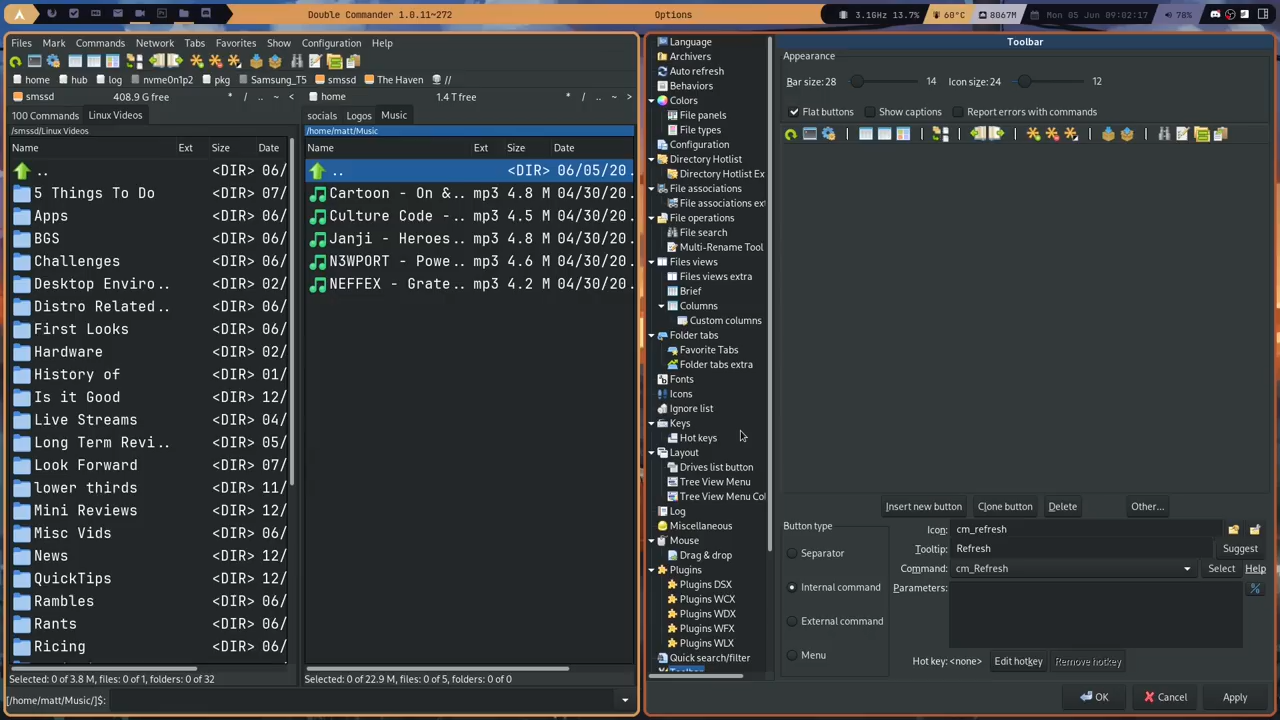 Double Commander 1.0.11~272
Options
3.1GHz 13.7%
60°C
8067M
Mon 05 Jun 09:02:17
78%
Files Mark Commands Network Tabs Favorites Show Configuration Help
home hub log nvme0n1p2 pkg Samsung_T5 smssd The Haven //
smssd 408.9 G free * / .. ~ <
home 1.4 T free * / .. ~ >
100 Commands Linux Videos
socials Logos Music
/smssd/Linux Videos
/home/matt/Music
Name Ext Size Date
.. <DIR> 06/
5 Things To Do <DIR> 07/
Apps <DIR> 06/
BGS <DIR> 06/
Challenges <DIR> 06/
Desktop Enviro.. <DIR> 02/
Distro Related.. <DIR> 06/
First Looks <DIR> 06/
Hardware <DIR> 02/
History of <DIR> 01/
Is it Good <DIR> 12/
Live Streams <DIR> 04/
Long Term Revi.. <DIR> 05/
Look Forward <DIR> 07/
lower thirds <DIR> 11/
Mini Reviews <DIR> 12/
Misc Vids <DIR> 06/
News <DIR> 12/
QuickTips <DIR> 12/
Rambles <DIR> 06/
Rants <DIR> 06/
Ricing <DIR> 06/
Selected: 0 of 3.8 M, files: 0 of 1, folders: 0 of 32
Name Ext Size Date
.. <DIR> 06/05/20.
Cartoon - On &.. mp3 4.8 M 04/30/20.
Culture Code -.. mp3 4.5 M 04/30/20.
Janji - Heroes.. mp3 4.8 M 04/30/20.
N3WPORT - Powe.. mp3 4.6 M 04/30/20.
NEFFEX - Grate.. mp3 4.2 M 04/30/20.
Selected: 0 of 22.9 M, files: 0 of 5, folders: 0 of 0
[/home/matt/Music/]$:
Language
Archivers
Auto refresh
Behaviors
Colors
File panels
File types
Configuration
Directory Hotlist
Directory Hotlist Ex
File associations
File associations ext
File operations
File search
Multi-Rename Tool
Files views
Files views extra
Brief
Columns
Custom columns
Folder tabs
Favorite Tabs
Folder tabs extra
Fonts
Icons
Ignore list
Keys
Hot keys
Layout
Drives list button
Tree View Menu
Tree View Menu Col
Log
Miscellaneous
Mouse
Drag & drop
Plugins
Plugins DSX
Plugins WCX
Plugins WDX
Plugins WFX
Plugins WLX
Quick search/filter
Toolbar
Appearance
Bar size: 28 14 Icon size: 24 12
Flat buttons Show captions Report errors with commands
Insert new button Clone button Delete Other...
Button type
Separator
Internal command
External command
Menu
Icon: cm_refresh
Tooltip: Refresh Suggest
Command: cm_Refresh Select Help
Parameters: %
Hot key: <none> Edit hotkey Remove hotkey
OK Cancel Apply